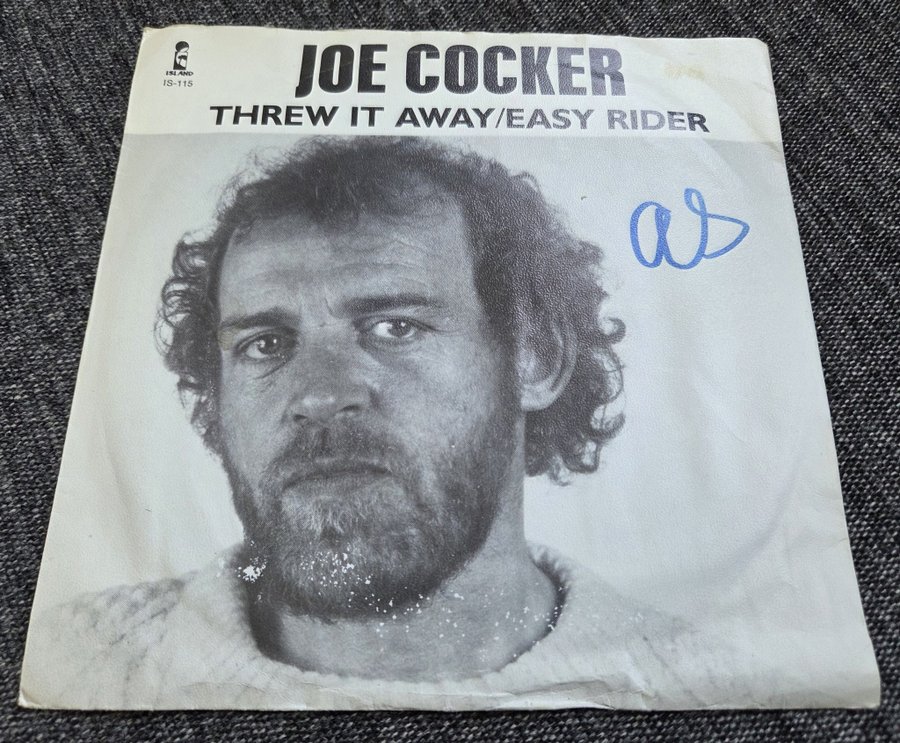 ISLAND
IS-115
JOE COCKER
THREW IT AWAY/EASY RIDER